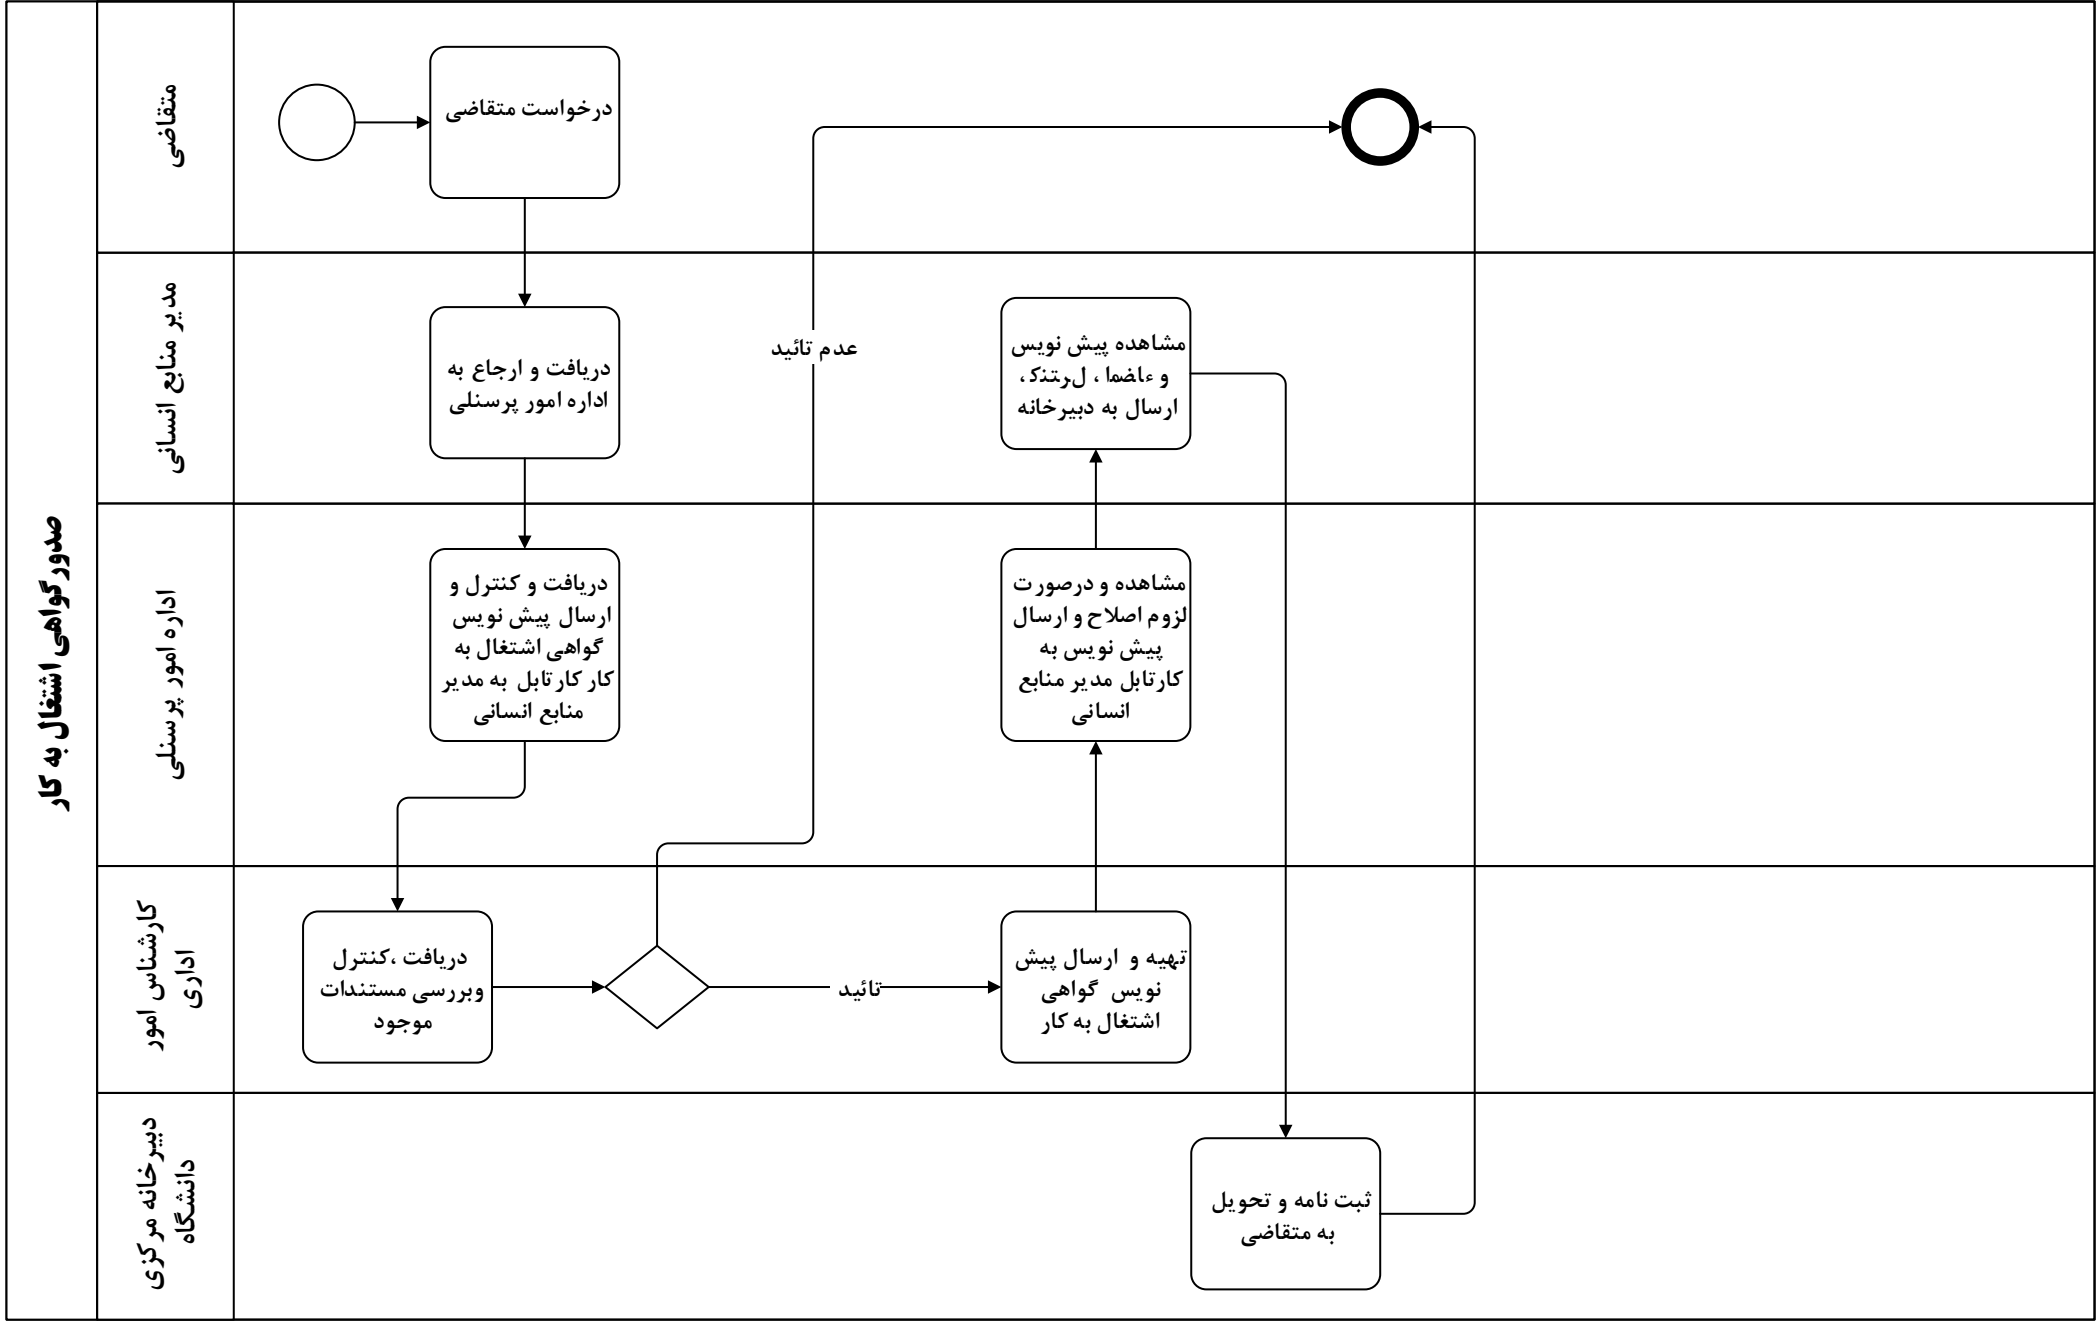 صدور گواهی اشتغال به کار
متقاضی
درخواست متقاضی
مدیر منابع انسانی
دریافت و ارجاع به
اداره امور پرسنلی
عدم تائید
مشاهده پیش نویس
، کنترل ، امضاء و
ارسال به دبیرخانه
اداره امور پرسنلی
دریافت و کنترل و
ارسال پیش نویس
گواهی اشتغال به
کار کارتابل به مدیر
منابع انسانی
مشاهده و درصورت
لزوم اصلاح و ارسال
پیش نویس به
کارتابل مدیر منابع
انسانی
کارشناس امور
اداری
دریافت ،کنترل
وبررسی مستندات
موجود
تائید
تهیه و ارسال پیش
نویس گواهی
اشتغال به کار
دبیرخانه مرکزی
دانشگاه
ثبت نامه و تحویل
به متقاضی